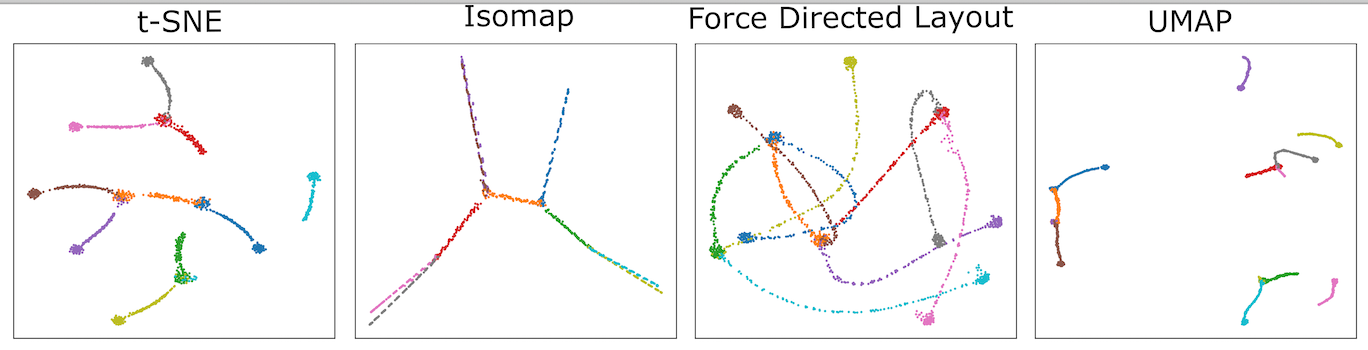 t-SNE
Isomap
Force Directed Layout
UMAP